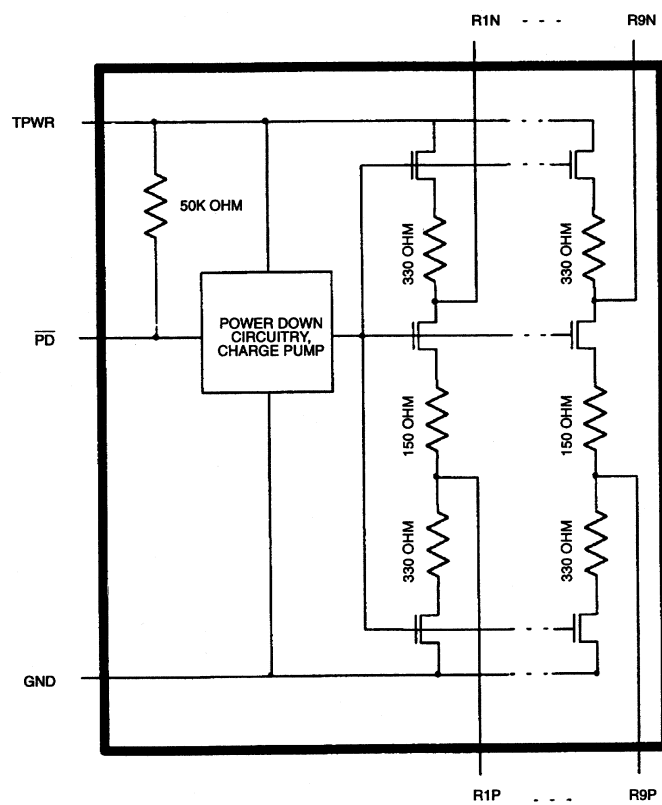 R1N - - - R9N
TPWR
50K OHM
330 OHM
330 OHM
POWER DOWN
CIRCUITRY,
CHARGE PUMP
PD
150 OHM
150 OHM
330 OHM
330 OHM
GND
R1P - - - R9P